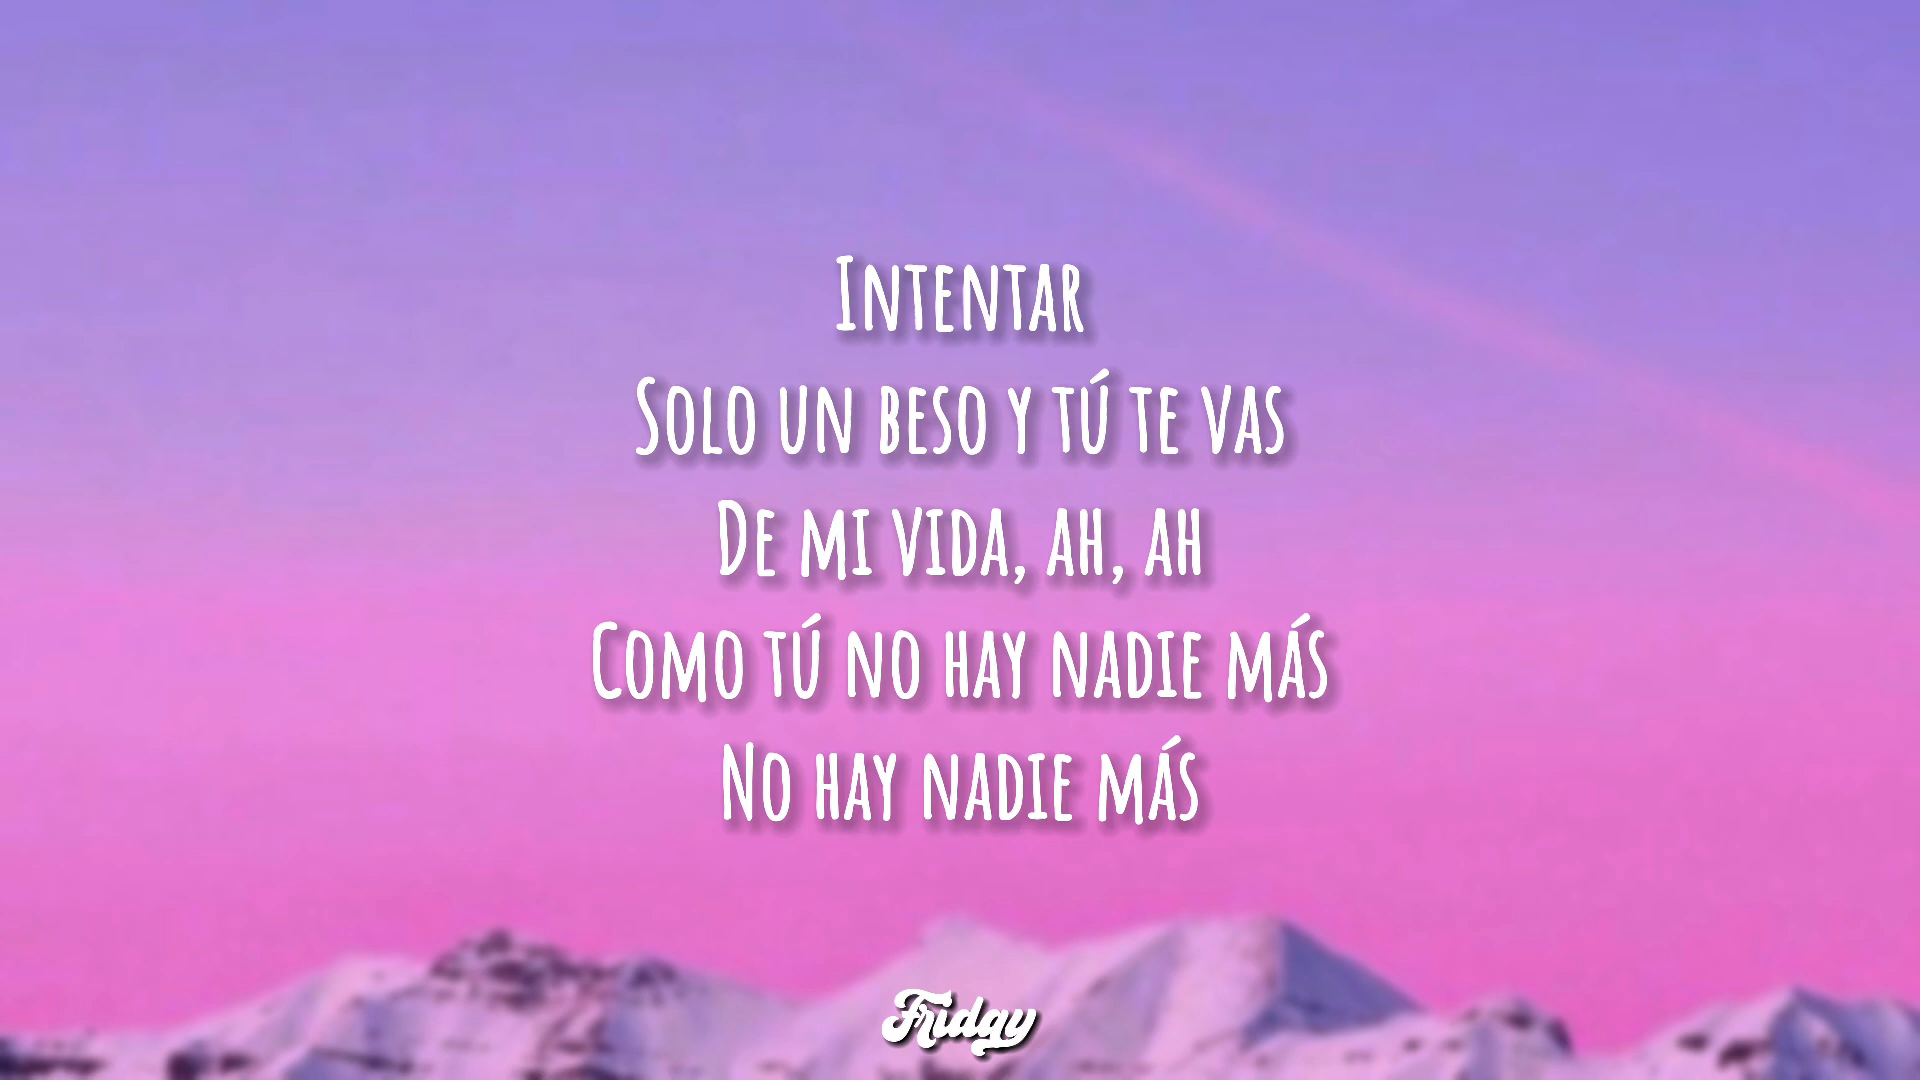 Intentar
Solo un beso y tú te vas
De mi vida, ah, ah
Como tú no hay nadie más
No hay nadie más
Friday